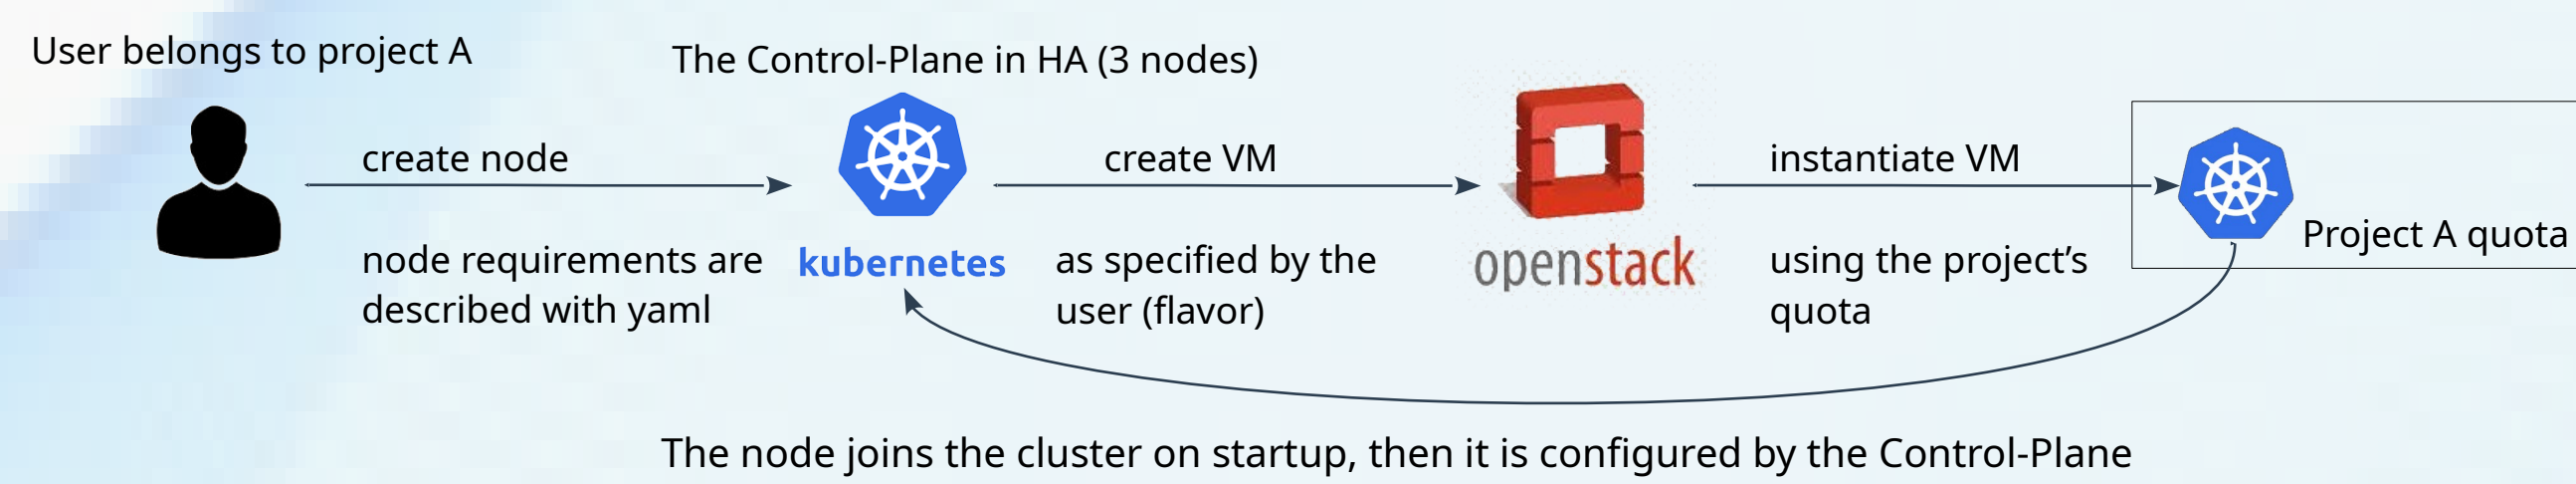 User belongs to project A
The Control-Plane in HA (3 nodes)
create node
create VM
instantiate VM
Project A quota
node requirements are
described with yaml
kubernetes
as specified by the
user (flavor)
openstack
using the project’s
quota
The node joins the cluster on startup, then it is configured by the Control-Plane